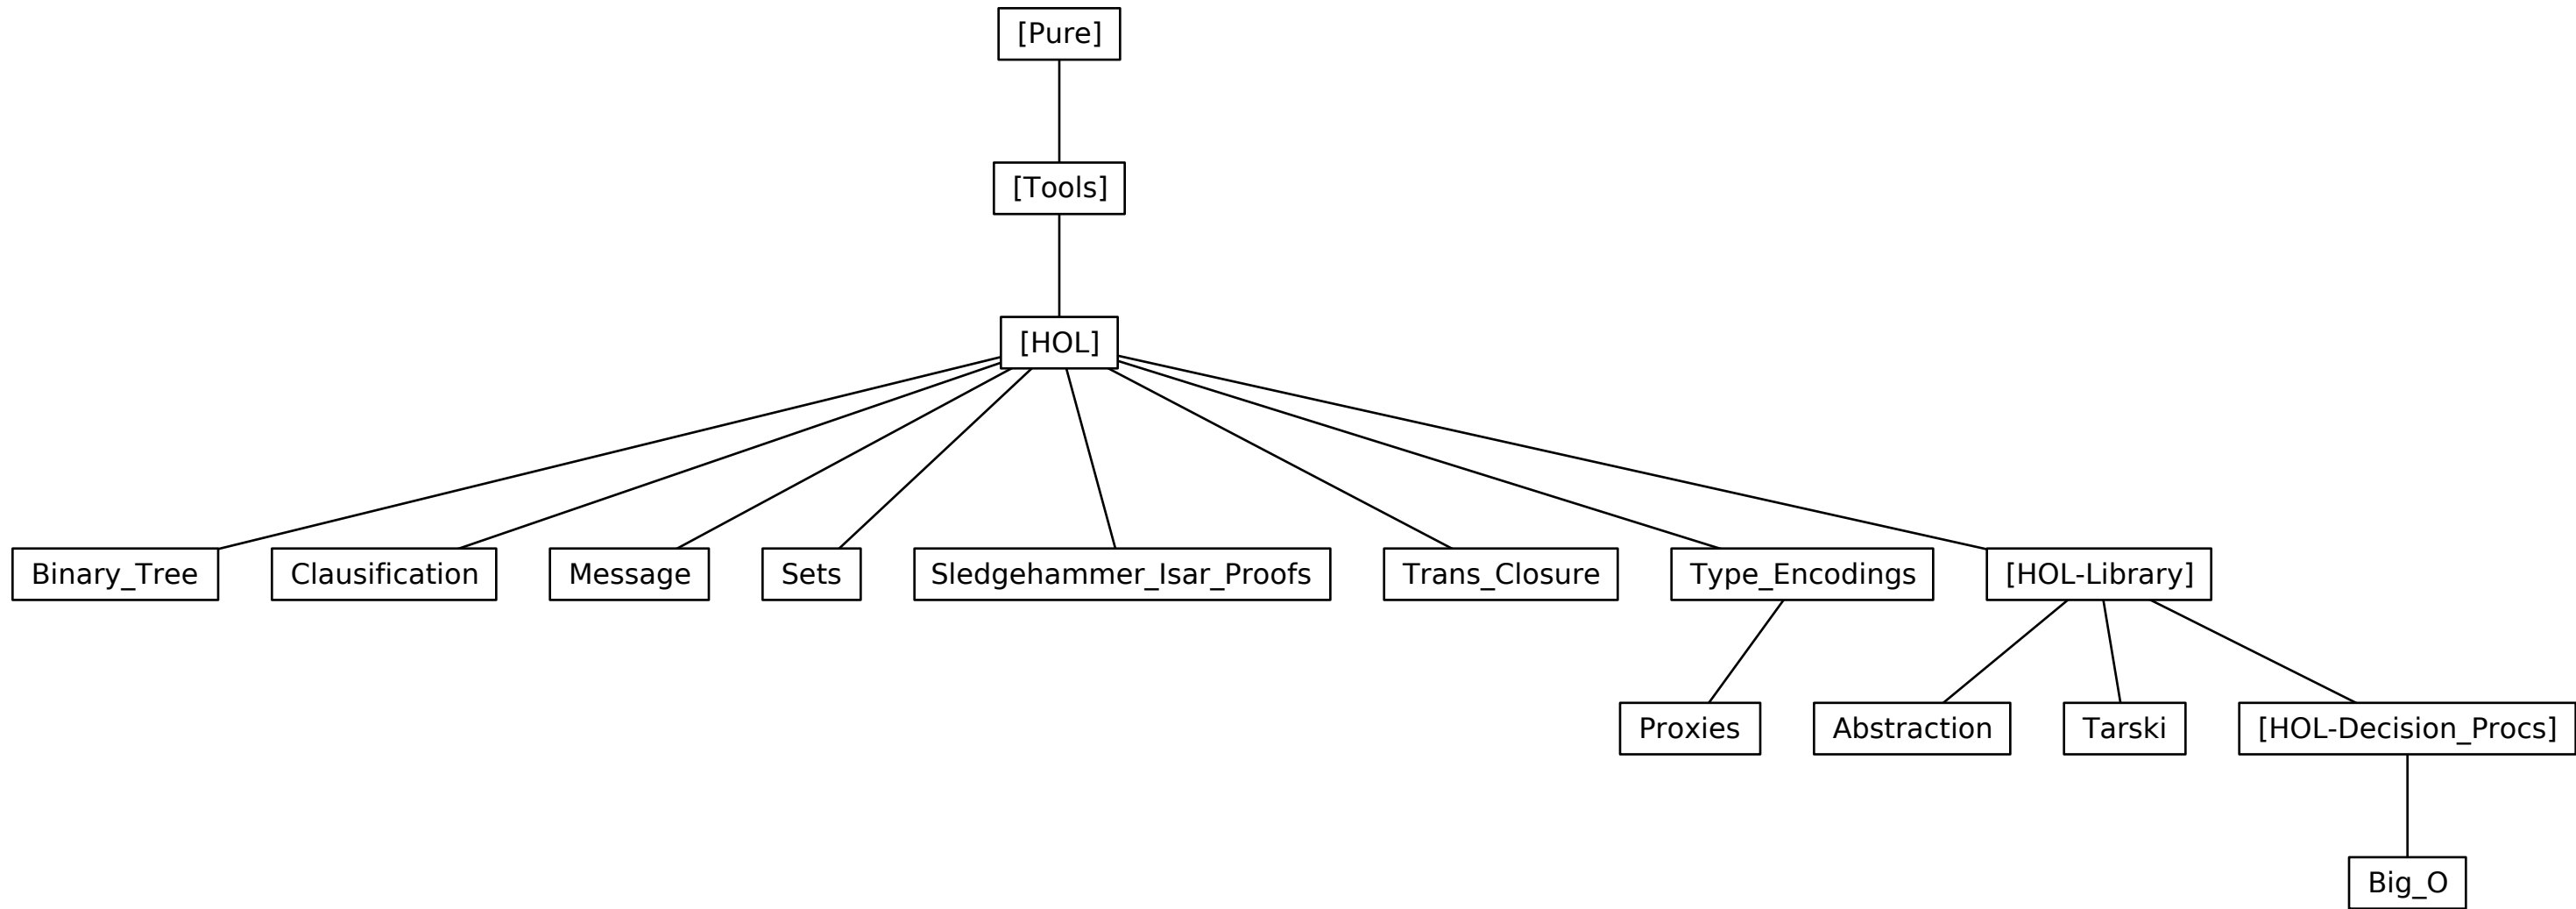 [Pure]
[Tools]
[HOL]
Binary_Tree
Clausification
Message
Sets
Sledgehammer_Isar_Proofs
Trans_Closure
Type_Encodings
[HOL-Library]
Proxies
Abstraction
Tarski
[HOL-Decision_Procs]
Big_O